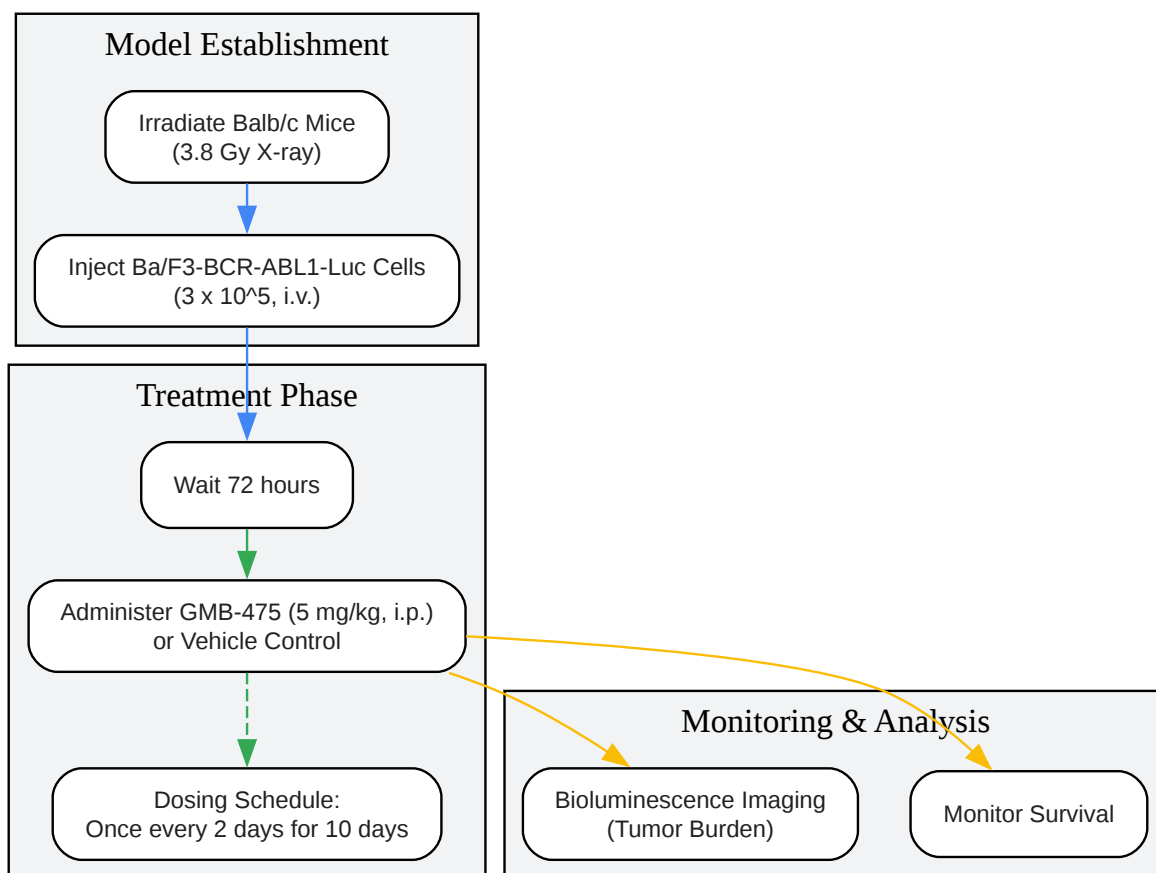 Model Establishment
Irradiate Balb/c Mice
(3.8 Gy X-ray)
Inject Ba/F3-BCR-ABL1-Luc Cells
(3 x 10^5, i.v.)
Treatment Phase
Wait 72 hours
Administer GMB-475 (5 mg/kg, i.p.)
or Vehicle Control
Dosing Schedule:
Once every 2 days for 10 days
Monitoring & Analysis
Bioluminescence Imaging
(Tumor Burden)
Monitor Survival